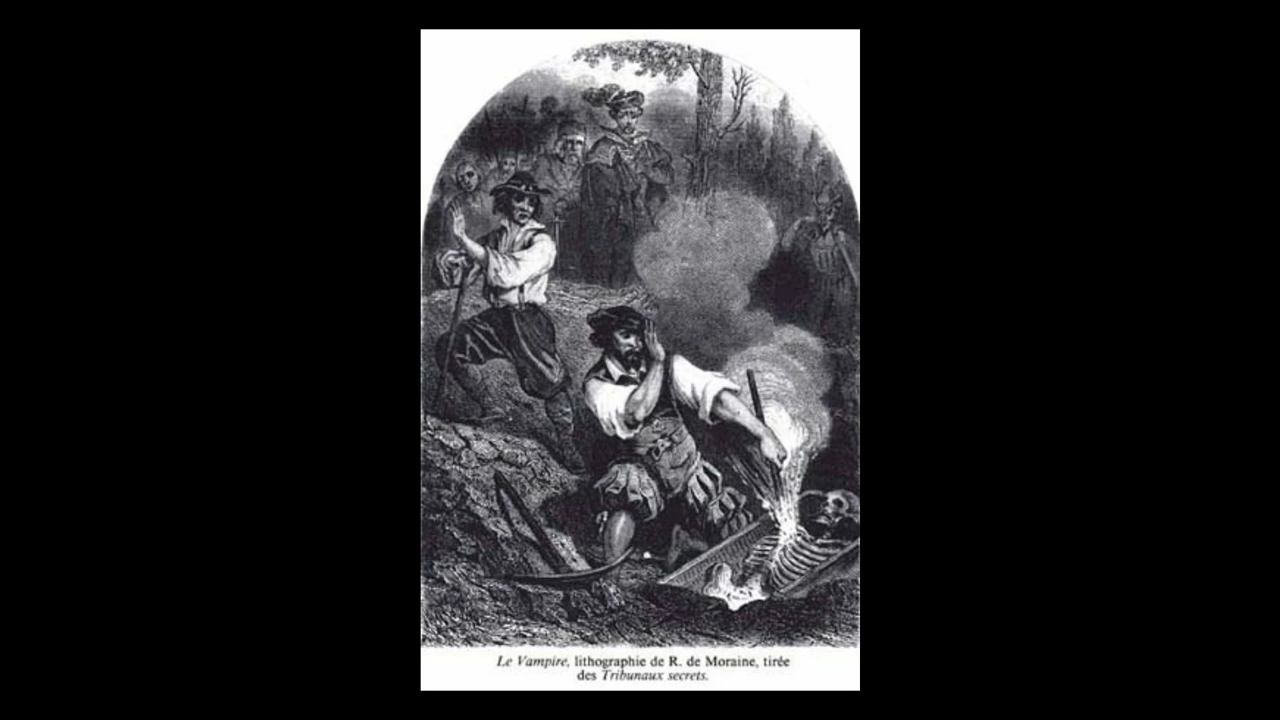 Le Vampire, lithographie de R. de Moraine, tirée
des Tribunaux secrets.